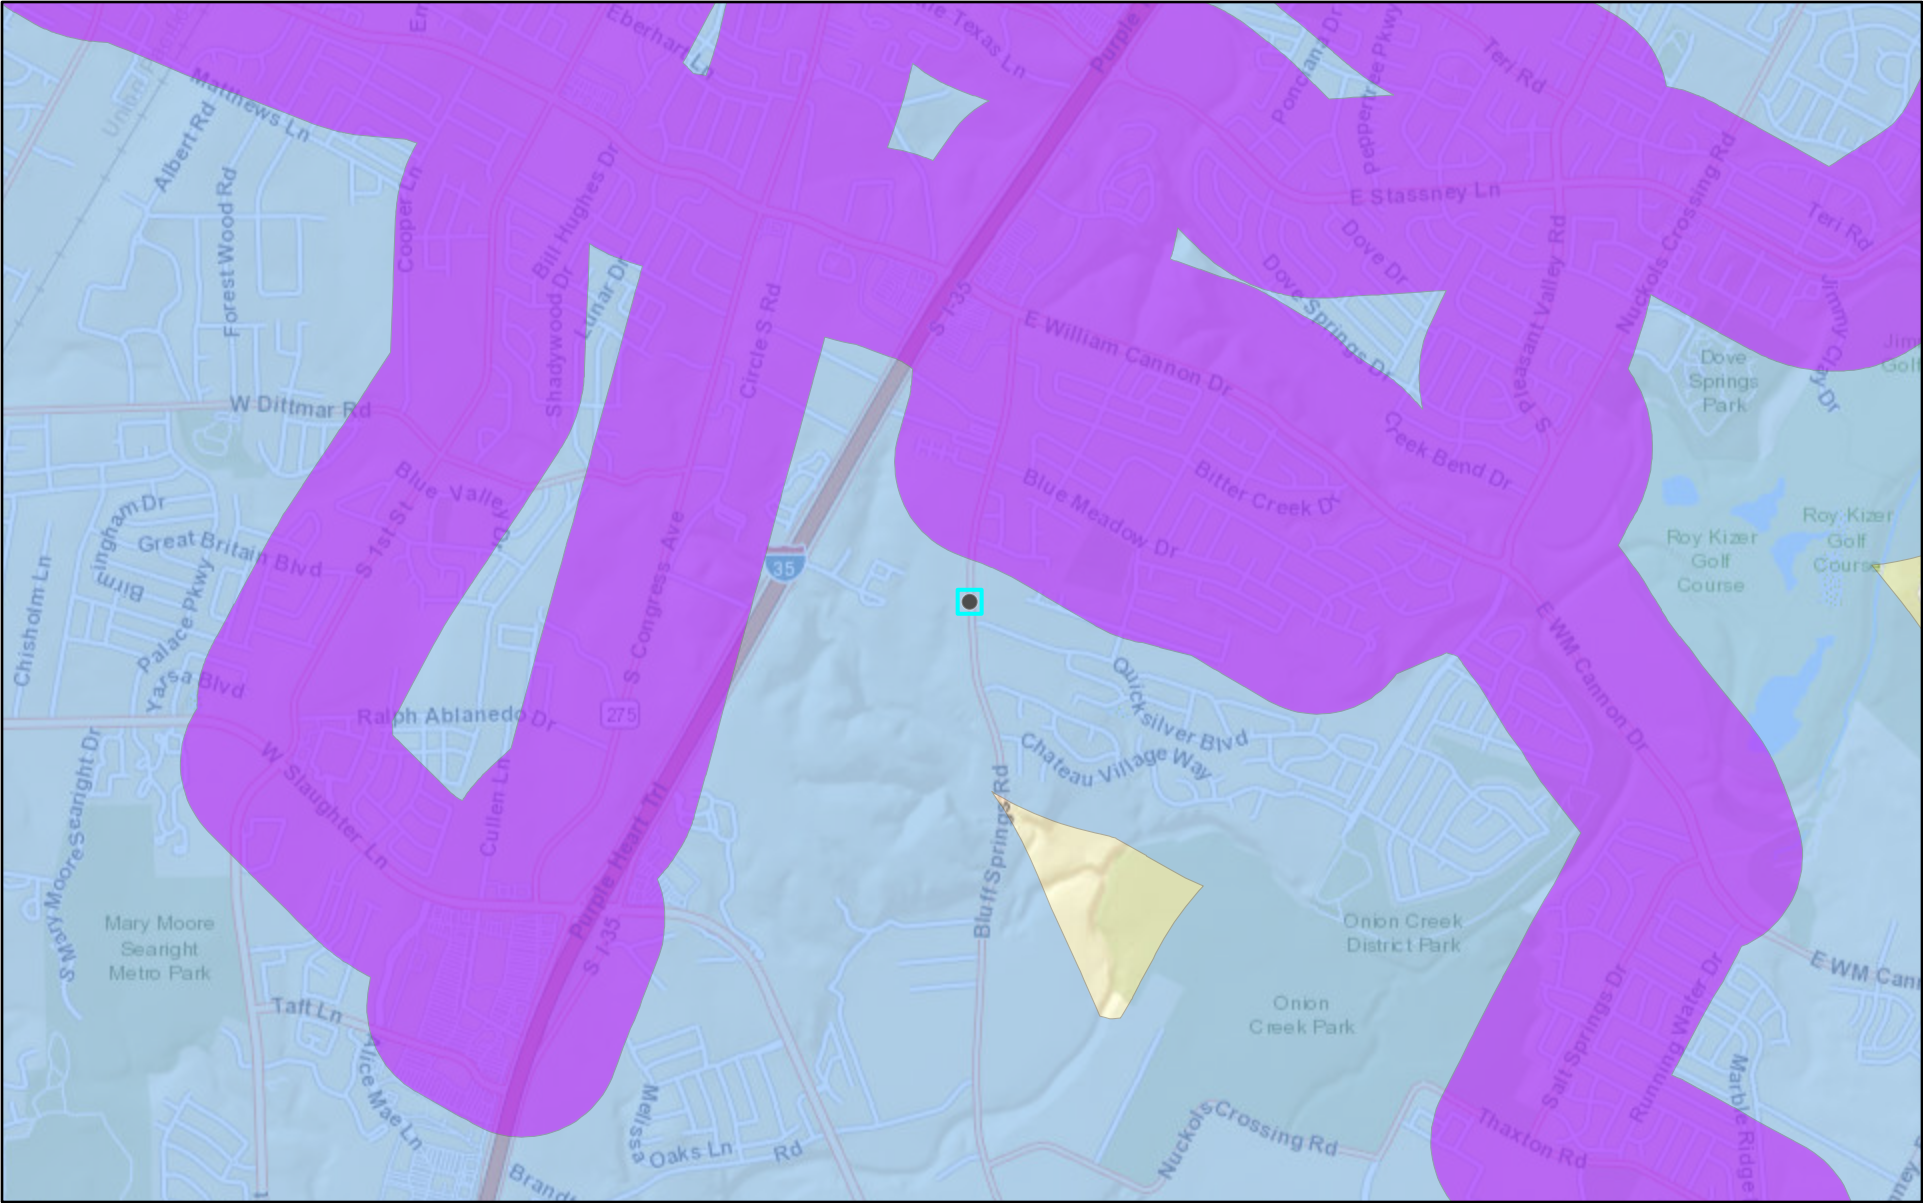 Eberhart Ln
Texas Ln
Purple
Ponciana Dr
Peppertree Pkwy
Teri Rd
Matthews Ln
Albert Rd
Forest Wood Rd
Cooper Ln
Bill Hughes Dr
E Stassney Ln
Nuckols Crossing Rd
Teri Rd
Dove Dr
Dove Springs Dr
S Pleasant Valley Rd
Jimmy Clay Dr
Shadywood Dr
Lunar Dr
Circle S Rd
S I-35
E William Cannon Dr
Dove
Springs
Park
W Dittmar Rd
Creek Bend Dr
Blue Valley Dr
Blue Meadow Dr
Bitter Creek Dr
Birmingham Dr
Great Britain Blvd
S 1st St
S Congress Ave
35
Roy Kizer
Golf
Course
Roy Kizer
Golf
Course
Chisholm Ln
Palace Pkwy
Yarsa Blvd
E WM Cannon Dr
Quicksilver Blvd
Ralph Ablanedo Dr
275
Chateau Village Way
W Slaughter Ln
Cullen Ln
Purple Heart Trl
Bluff Springs Rd
S Mary Moore Searight Dr
Mary Moore
Searight
Metro Park
S I-35
Onion Creek
District Park
E WM Cann
Onion
Creek Park
Taft Ln
Alice Mae Ln
Salt Springs Dr
Running Water Dr
Marble Ridge
Melissa
Oaks Ln
Rd
Nuckols Crossing Rd
Thaxton Rd
Brandt